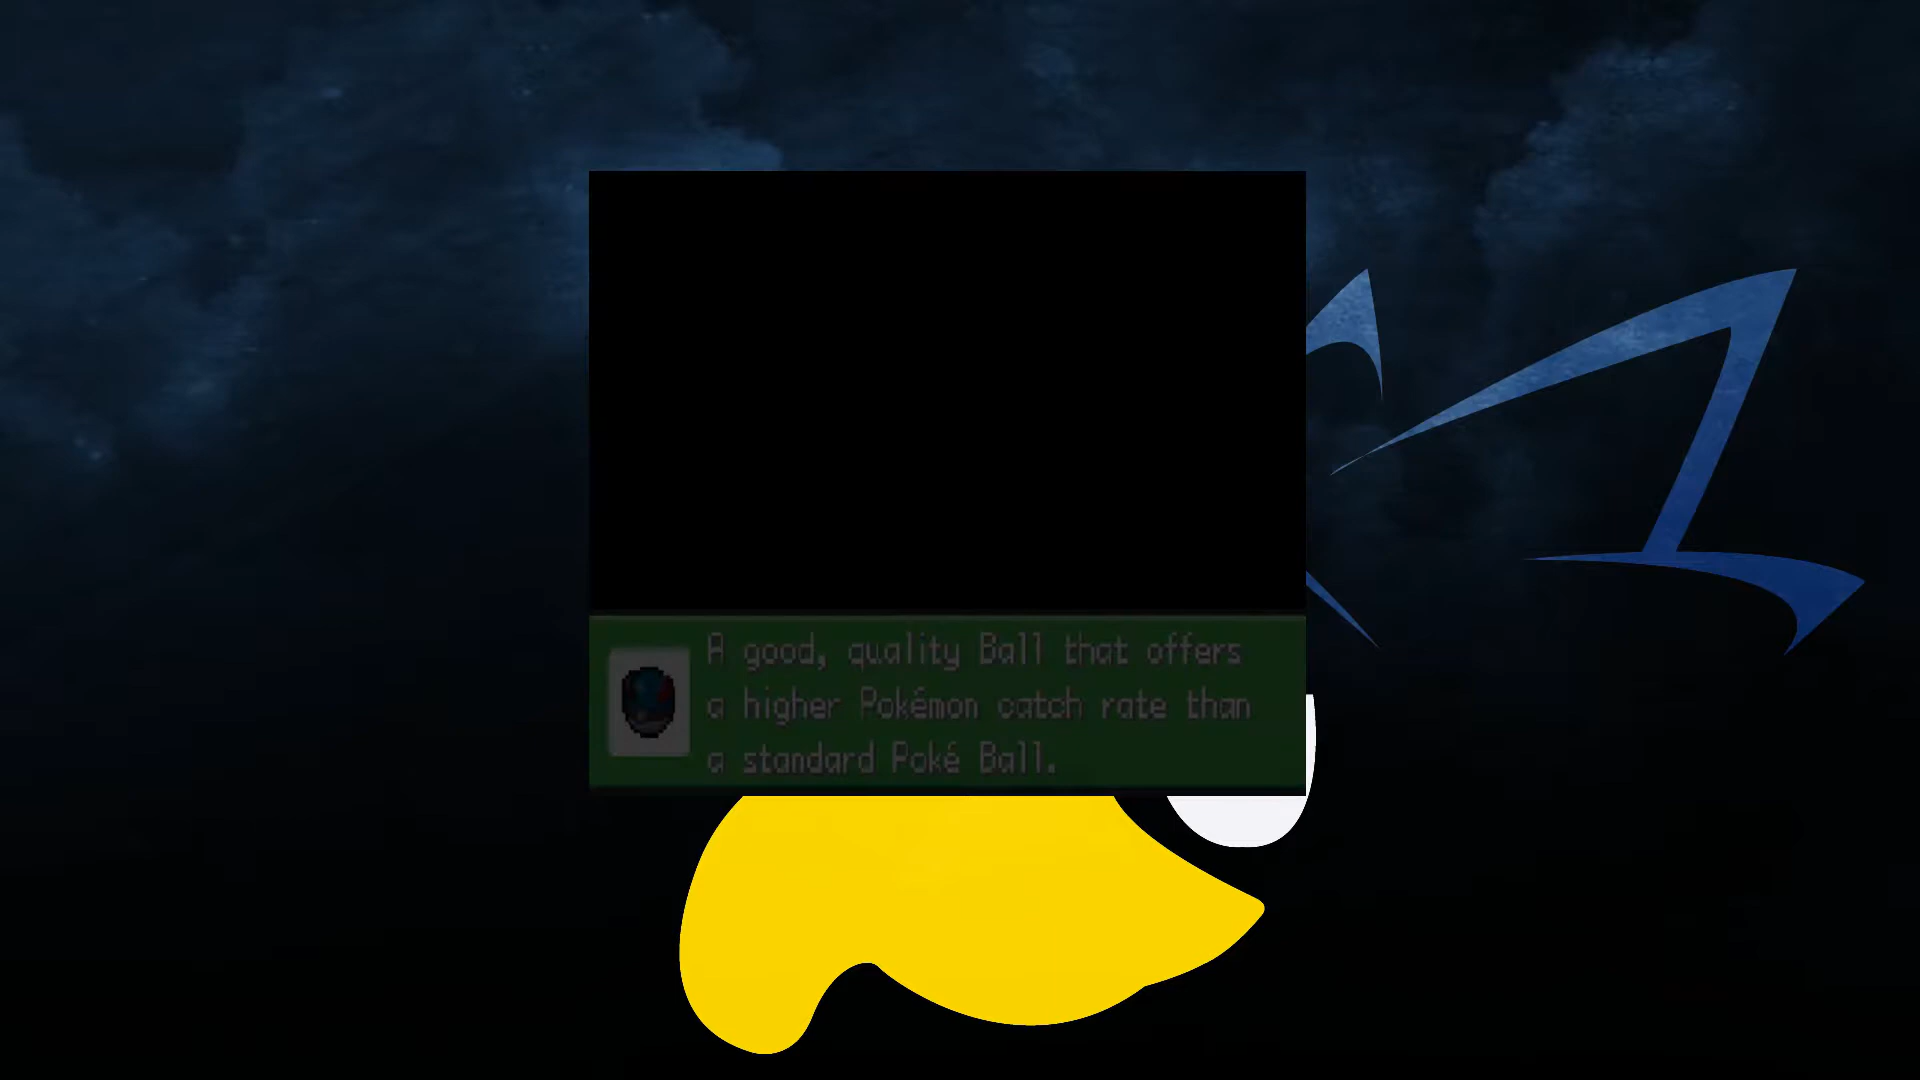 A good, quality Ball that offers
a higher Pokémon catch rate than
a standard Poké Ball.